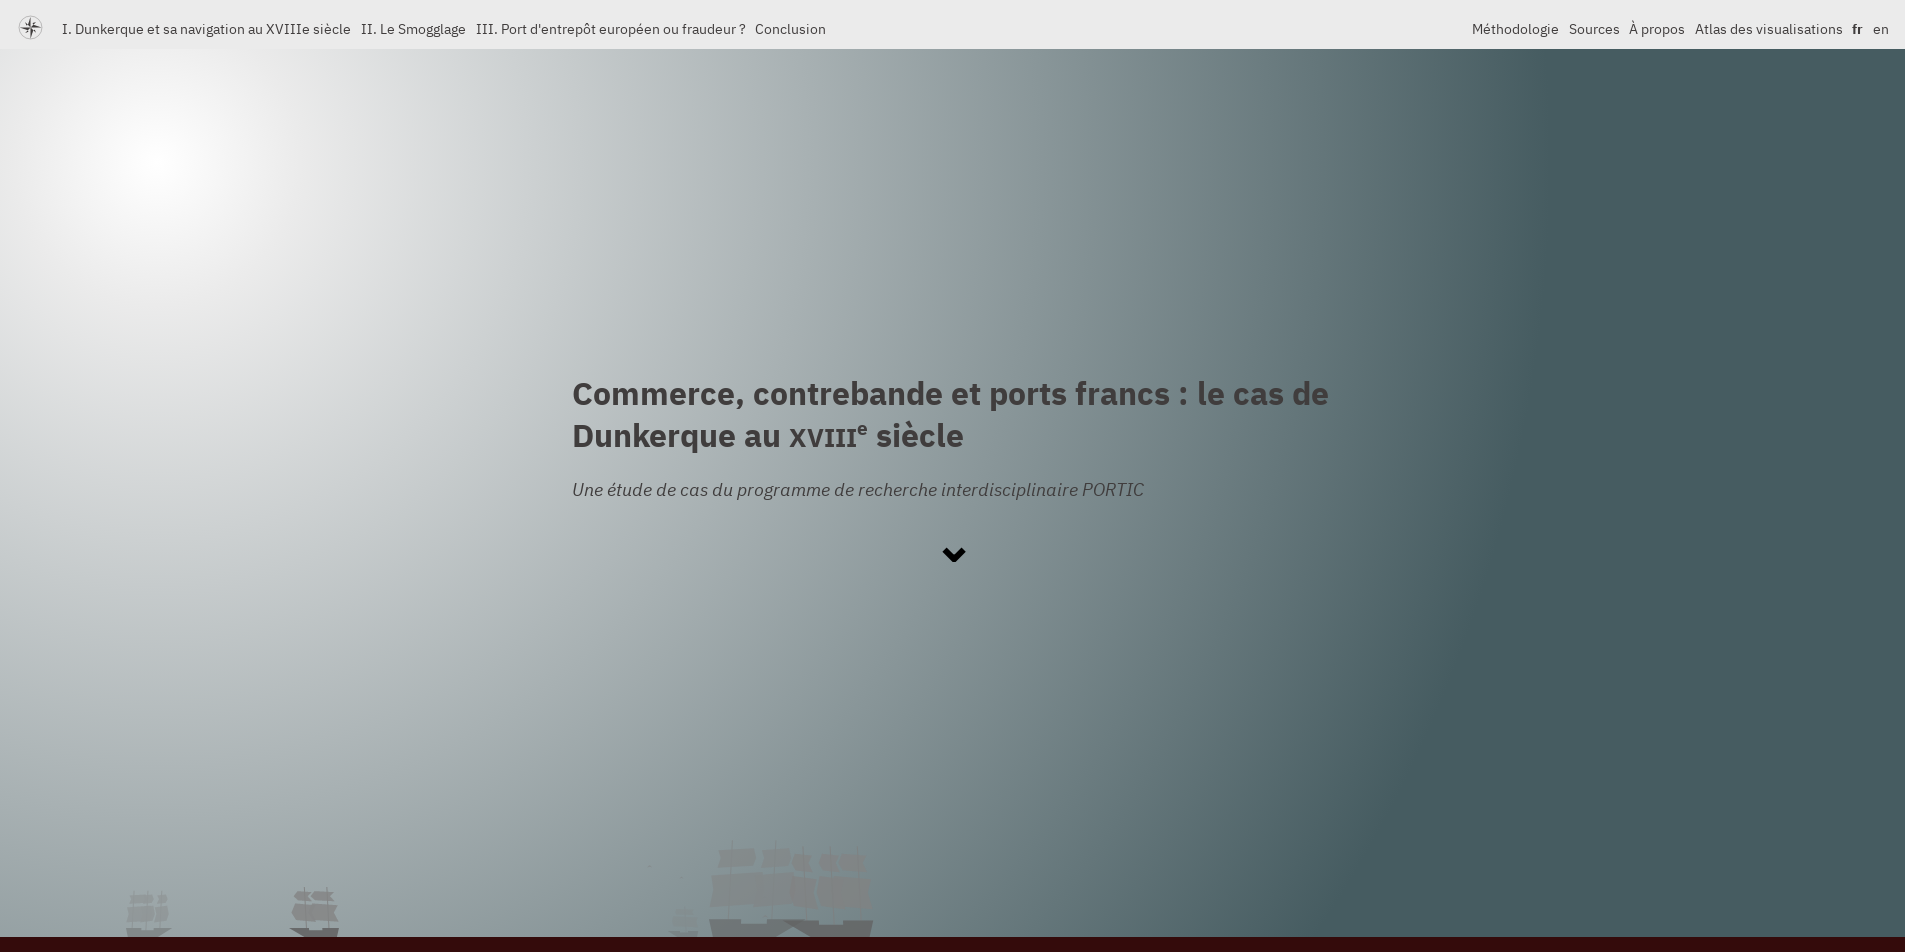 I. Dunkerque et sa navigation au XVIIIe siècle II. Le Smogglage III. Port d'entrepôt européen ou fraudeur ? Conclusion Méthodologie Sources À propos Atlas des visualisations fr en
Commerce, contrebande et ports francs : le cas de
Dunkerque au XVIIIe siècle
Une étude de cas du programme de recherche interdisciplinaire PORTIC